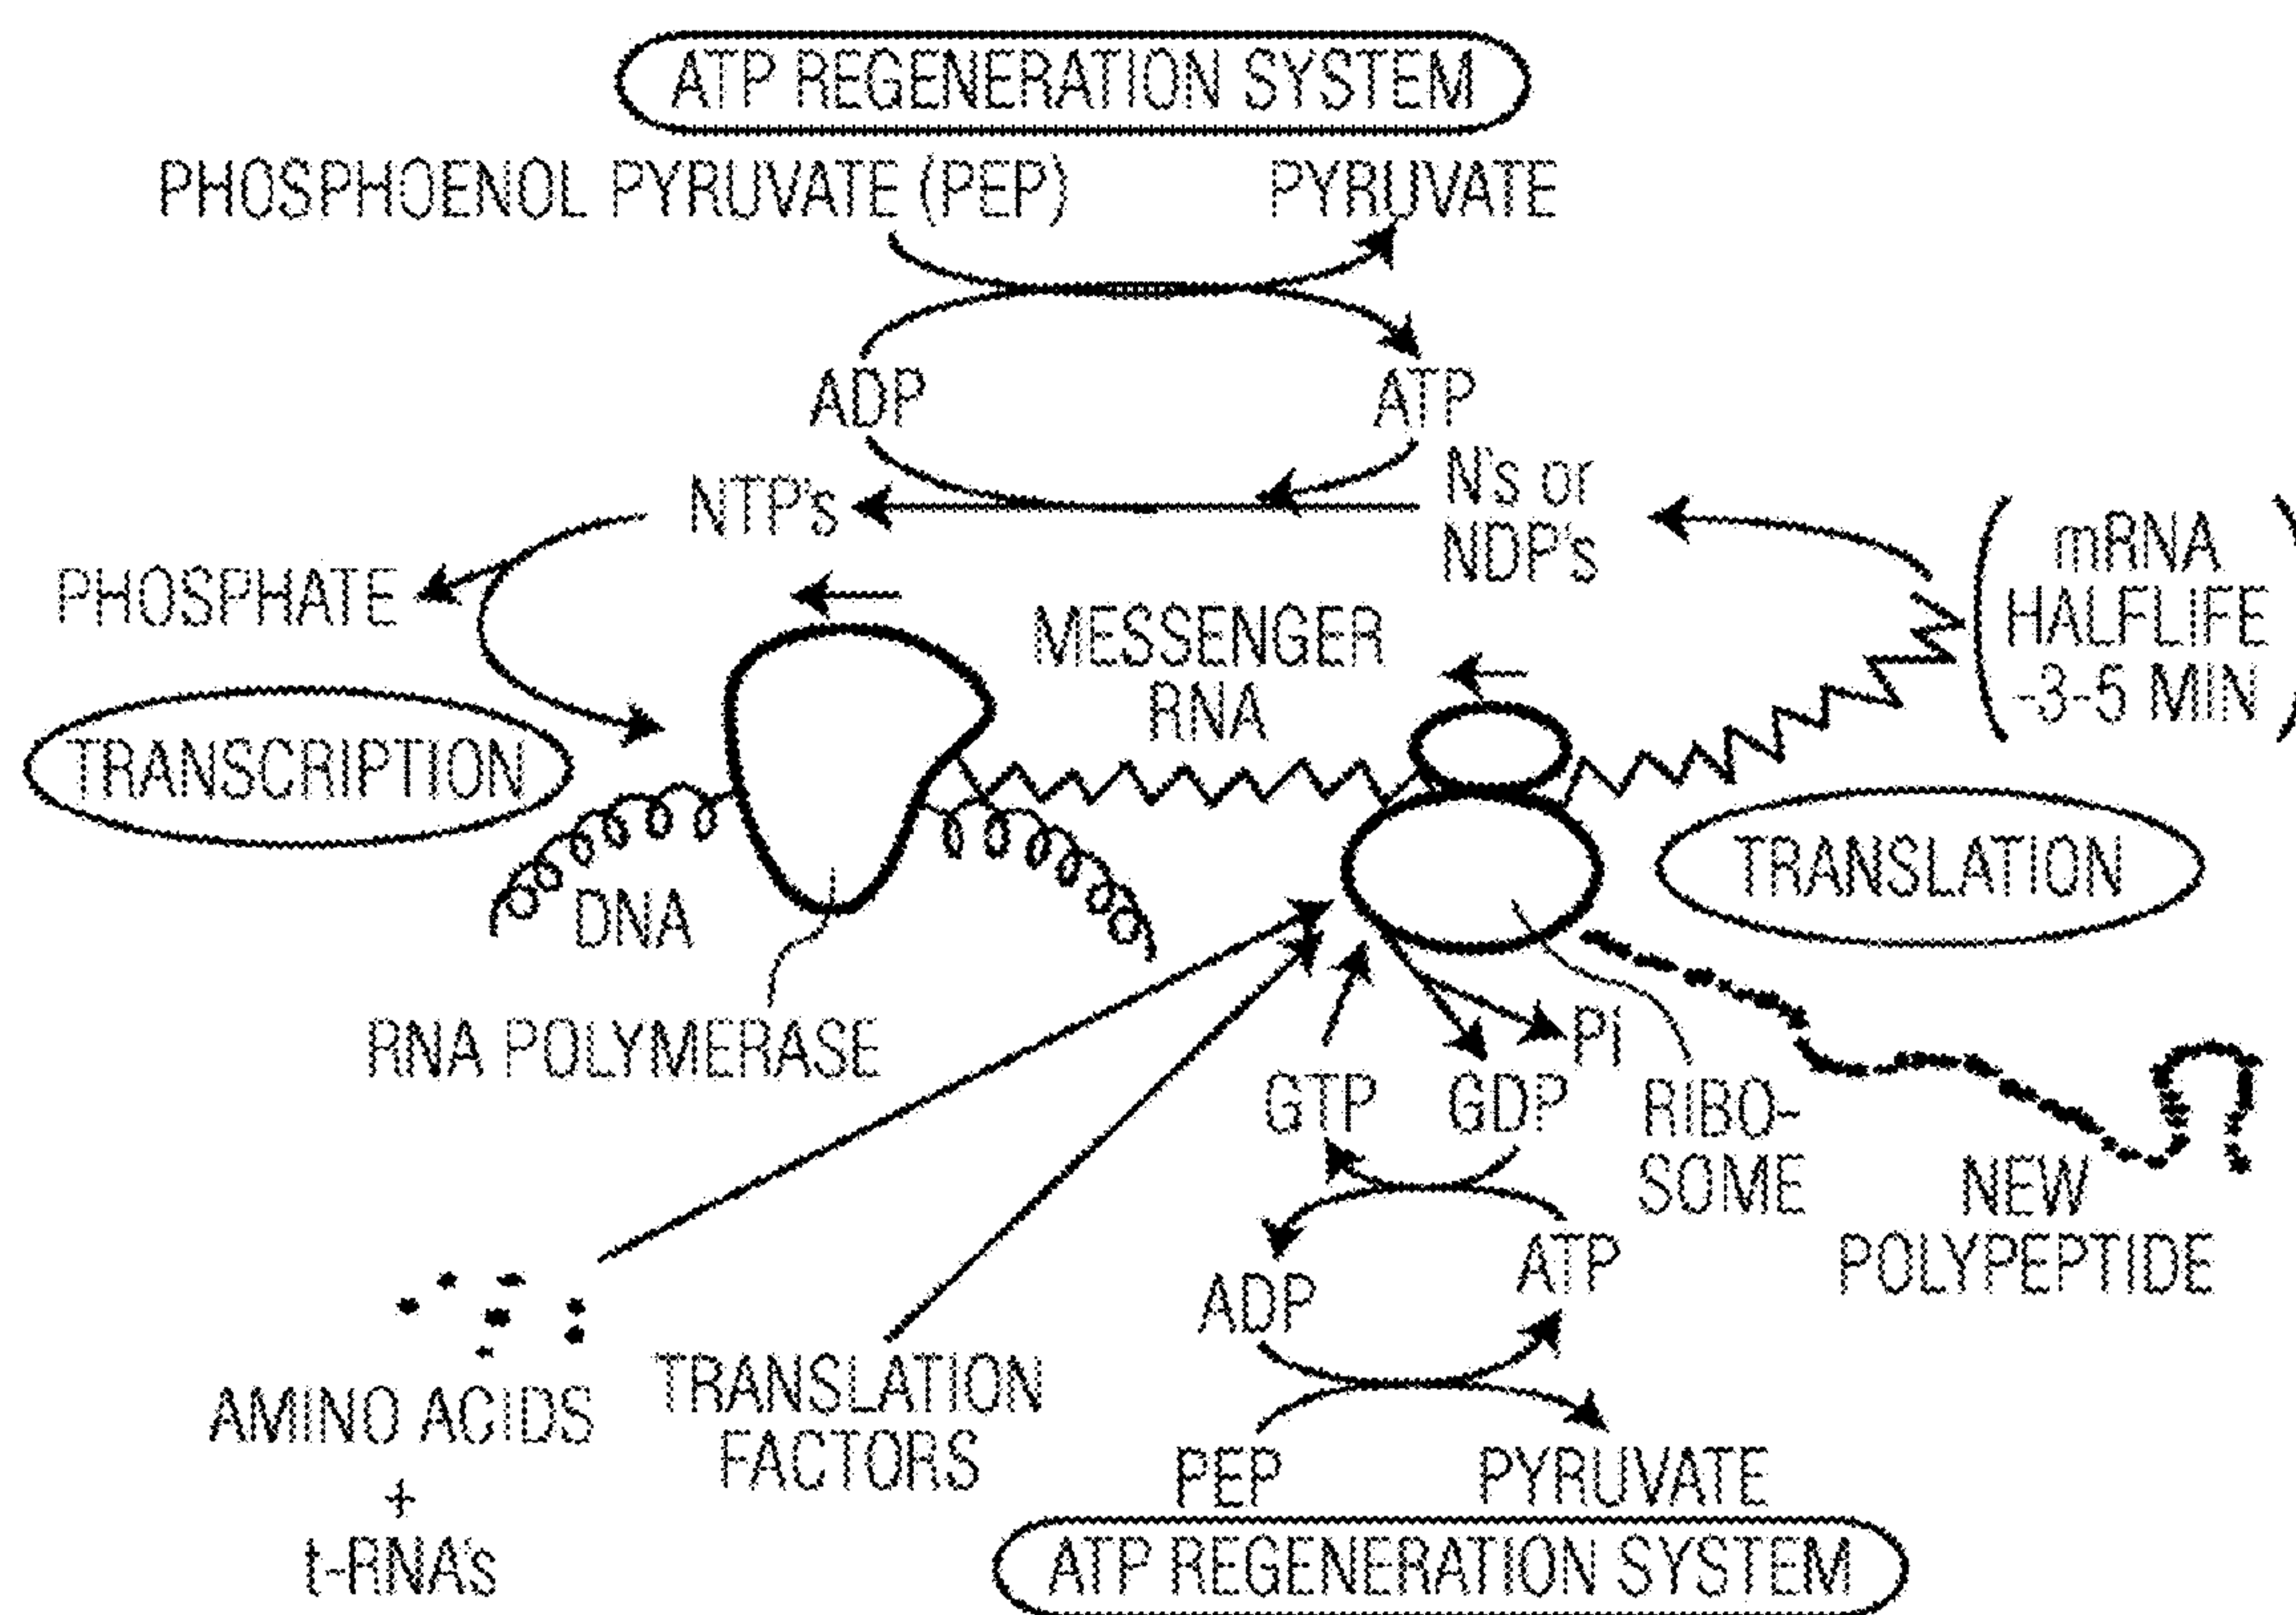 ATP REGENERATION SYSTEM
PHOSPHOENOL PYRUVATE (PEP)
PYRUVATE
ADP
ATP
NTP's
N's or
NDP's
mRNA
HALFLIFE
-3-5 MIN
PHOSPHATE
MESSENGER
RNA
TRANSCRIPTION
TRANSLATION
DNA
RNA POLYMERASE
Pi
GTP
GDP
RIBO-
SOME
NEW
POLYPEPTIDE
ADP
ATP
AMINO ACIDS
+
t-RNA's
TRANSLATION
FACTORS
PEP
PYRUVATE
ATP REGENERATION SYSTEM